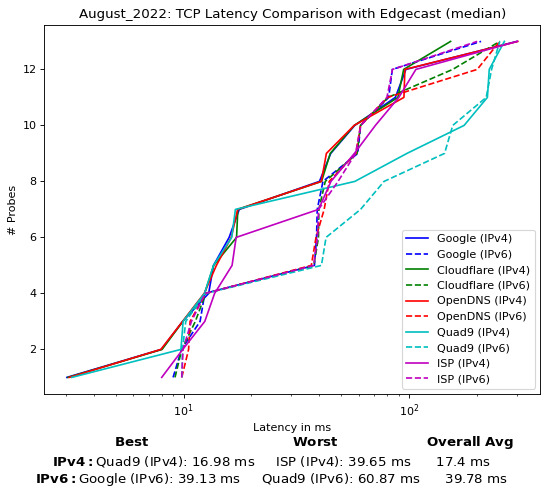 August_2022: TCP Latency Comparison with Edgecast (median)
12
10
8
6
4
2
# Probes
Google (IPv4)
Google (IPv6)
Cloudflare (IPv4)
Cloudflare (IPv6)
OpenDNS (IPv4)
OpenDNS (IPv6)
Quad9 (IPv4)
Quad9 (IPv6)
ISP (IPv4)
ISP (IPv6)
10¹ 10²
Latency in ms
Best Worst Overall Avg
IPv4: Quad9 (IPv4): 16.98 ms ISP (IPv4): 39.65 ms 17.4 ms
IPv6: Google (IPv6): 39.13 ms Quad9 (IPv6): 60.87 ms 39.78 ms